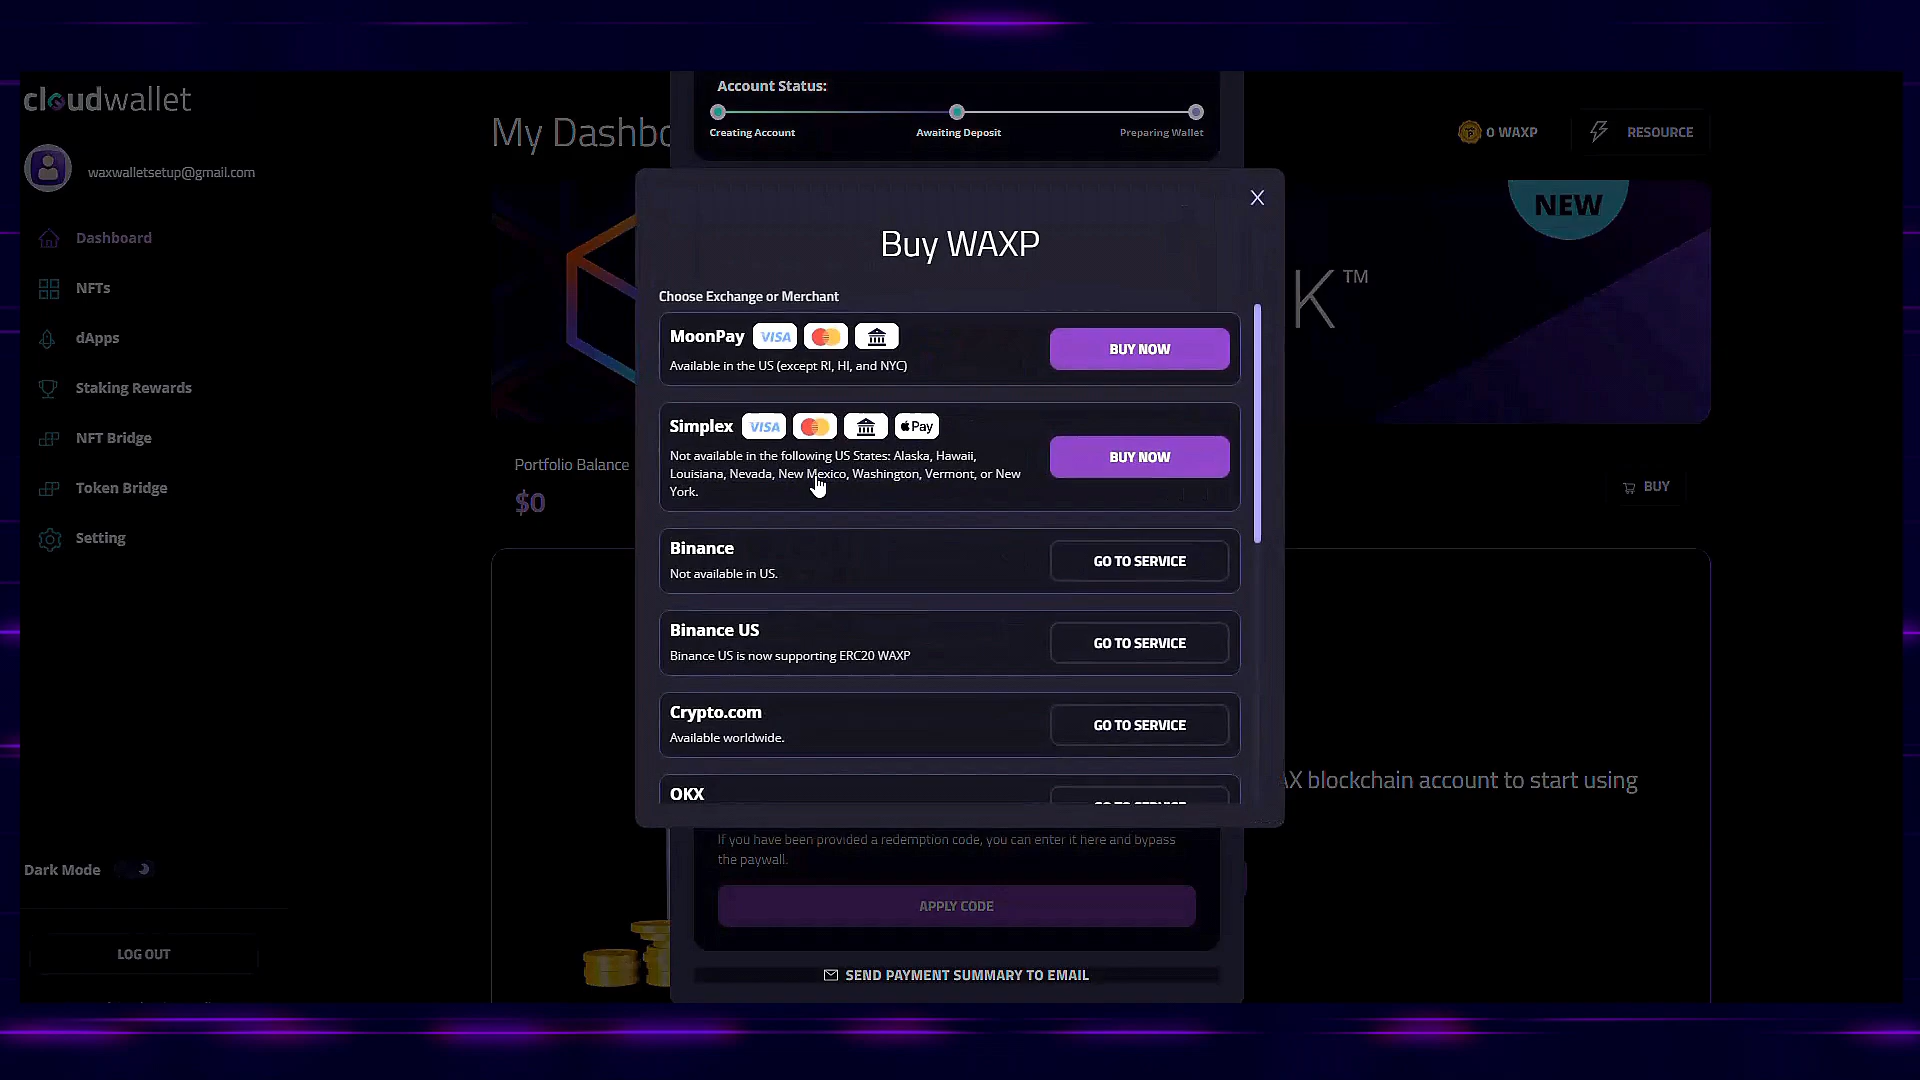 cloudwallet
waxwalletsetup@gmail.com
Dashboard
NFTs
dApps
Staking Rewards
NFT Bridge
Token Bridge
Setting
Dark Mode
LOG OUT
My Dashbo
0 WAXP
RESOURCE
NEW
K™
Portfolio Balance
$0
BUY
AX blockchain account to start using
Account Status:
Creating Account
Awaiting Deposit
Preparing Wallet
X
Buy WAXP
Choose Exchange or Merchant
MoonPay VISA
Available in the US (except RI, HI, and NYC)
BUY NOW
Simplex VISA Pay
Not available in the following US States: Alaska, Hawaii,
Louisiana, Nevada, New Mexico, Washington, Vermont, or New
York.
BUY NOW
Binance
Not available in US.
GO TO SERVICE
Binance US
Binance US is now supporting ERC20 WAXP
GO TO SERVICE
Crypto.com
Available worldwide.
GO TO SERVICE
OKX
GO TO SERVICE
If you have been provided a redemption code, you can enter it here and bypass
the paywall.
APPLY CODE
SEND PAYMENT SUMMARY TO EMAIL